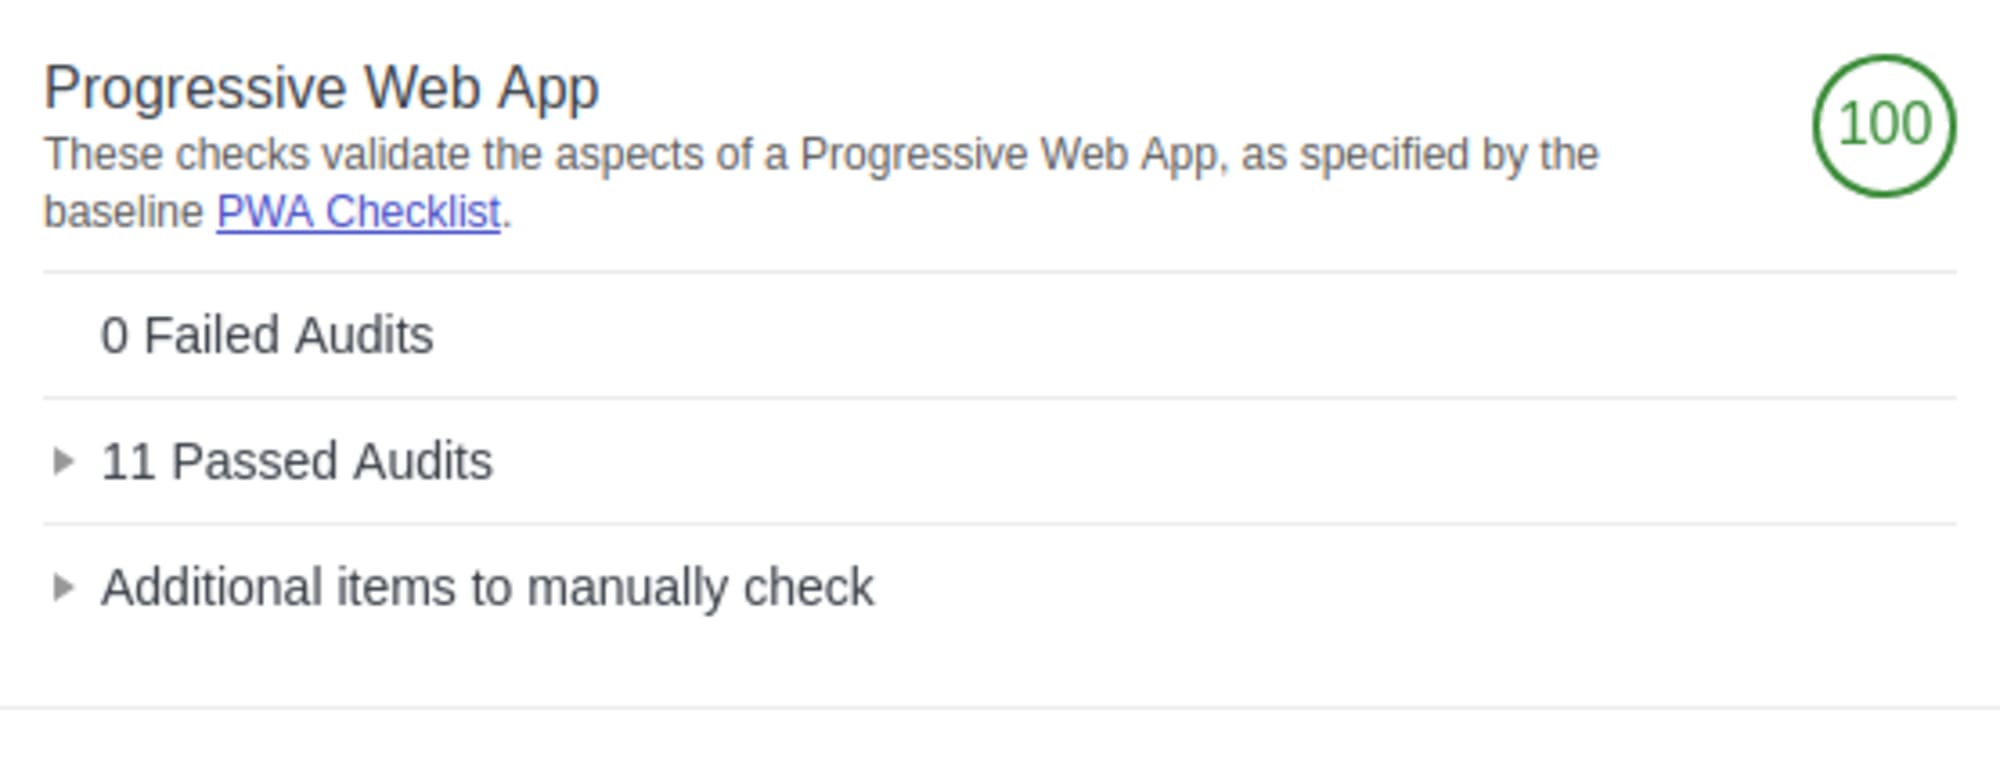 Progressive Web App
These checks validate the aspects of a Progressive Web App, as specified by the
baseline PWA Checklist.
100
0 Failed Audits
11 Passed Audits
Additional items to manually check